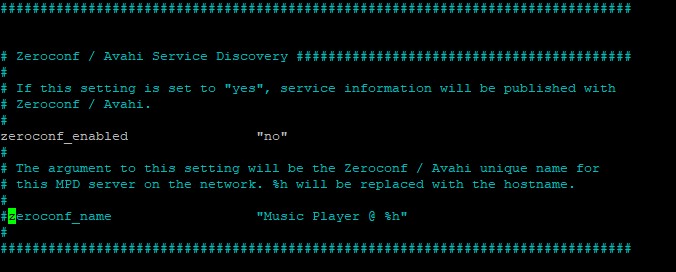 ###############################################################################
# Zeroconf / Avahi Service Discovery ##########################################
#
# If this setting is set to "yes", service information will be published with
# Zeroconf / Avahi.
#
zeroconf_enabled                "no"
#
# The argument to this setting will be the Zeroconf / Avahi unique name for
# this MPD server on the network. %h will be replaced with the hostname.
#
#zeroconf_name                  "Music Player @ %h"
#
###############################################################################